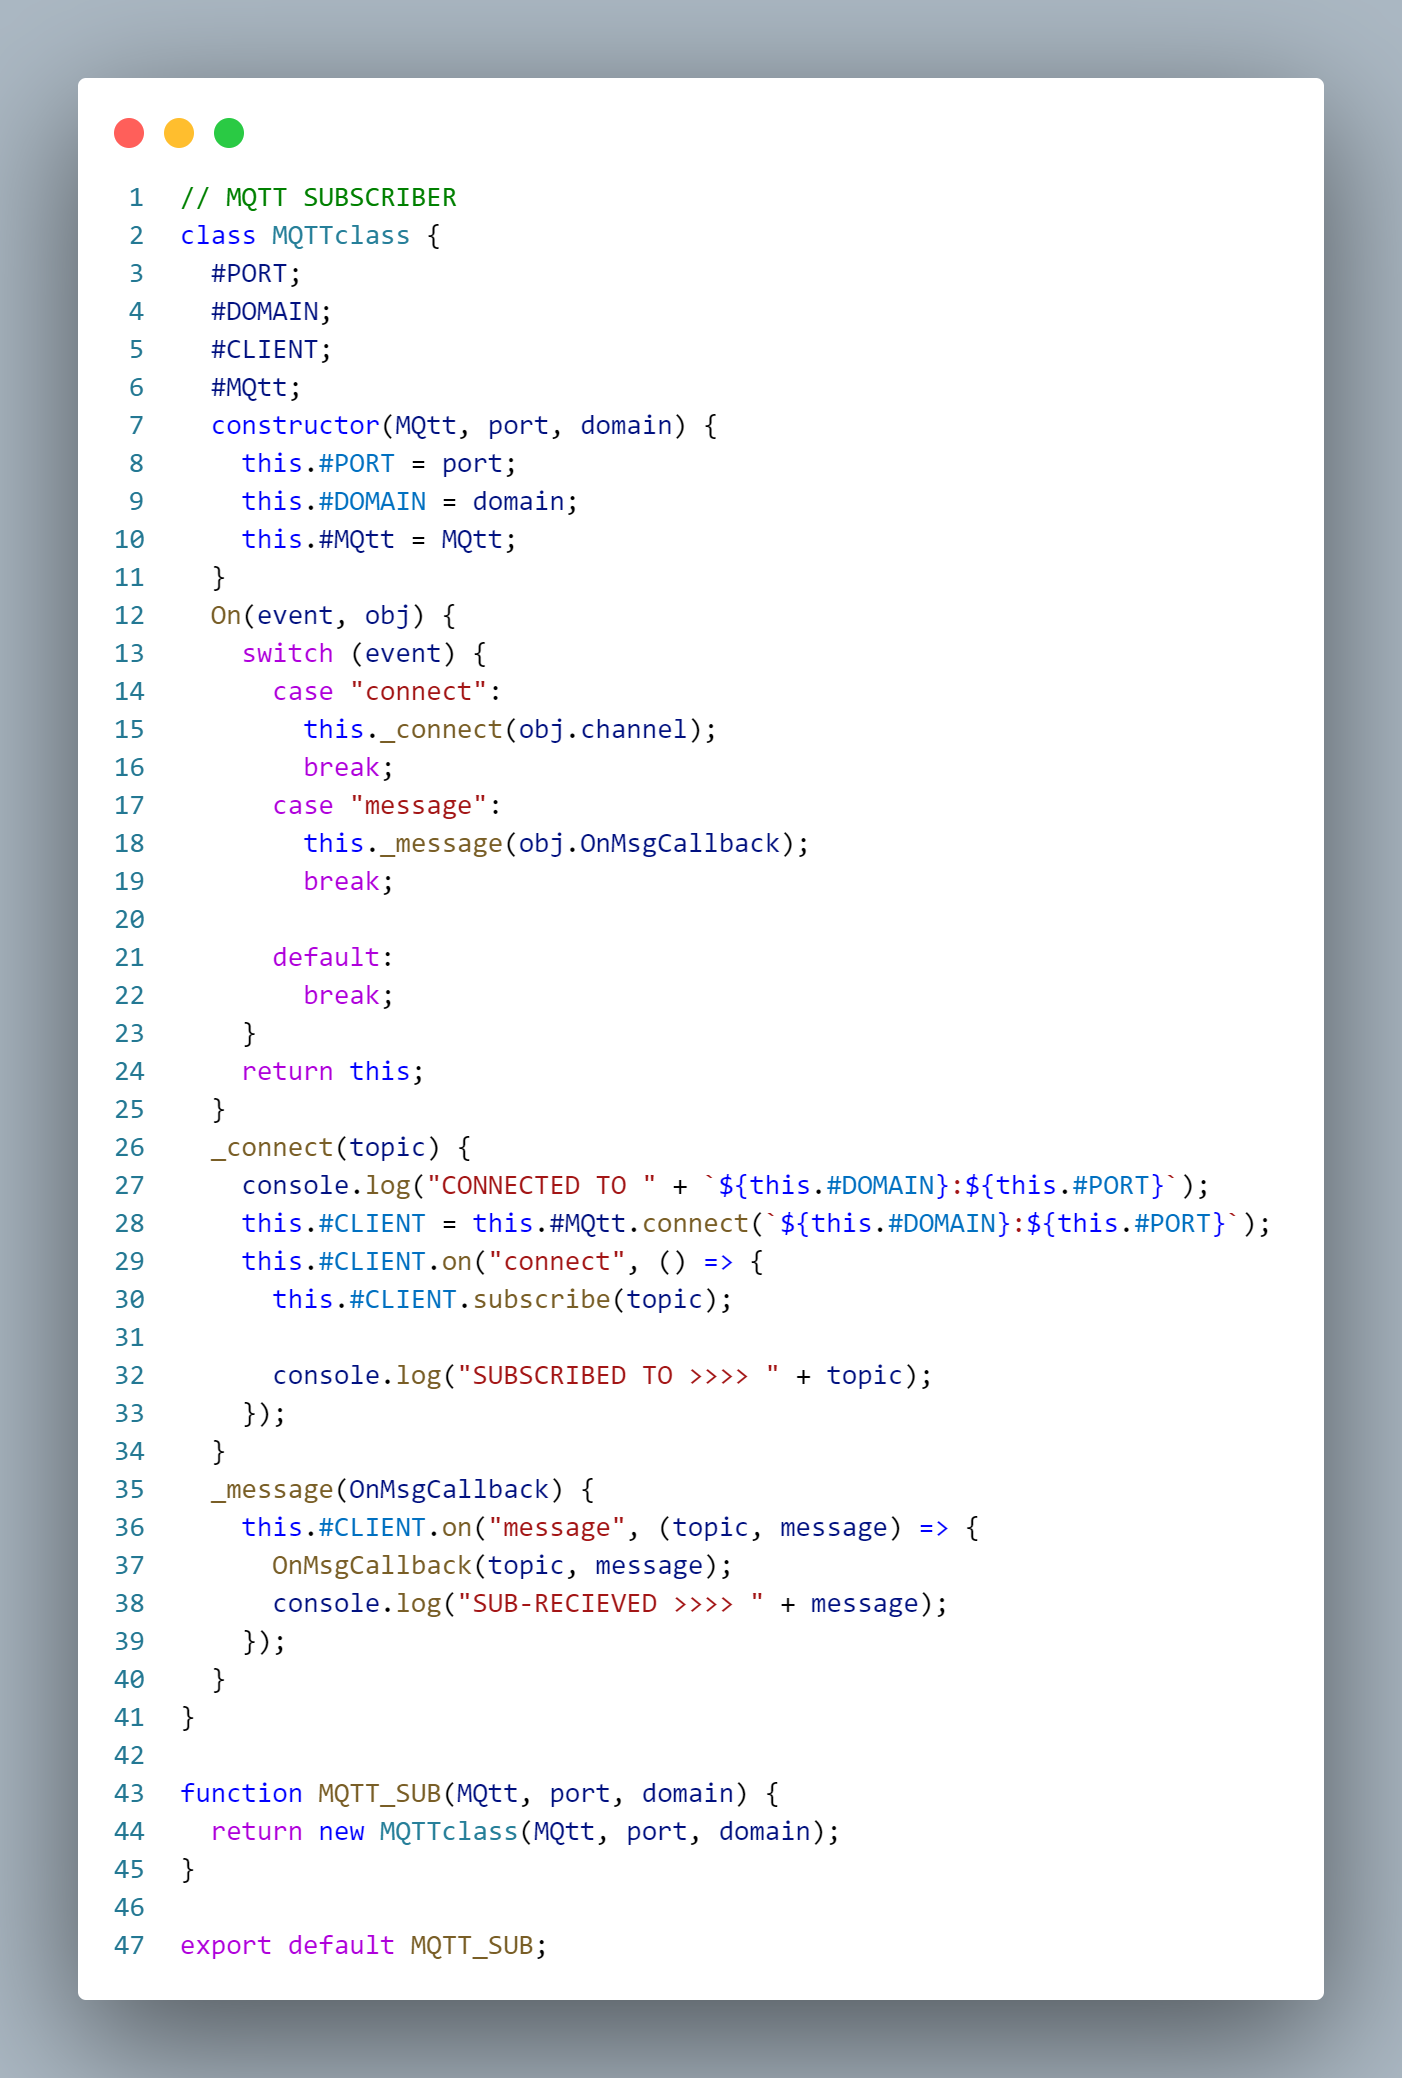 1 // MQTT SUBSCRIBER
2 class MQTTclass {
3   #PORT;
4   #DOMAIN;
5   #CLIENT;
6   #MQtt;
7   constructor(MQtt, port, domain) {
8     this.#PORT = port;
9     this.#DOMAIN = domain;
10     this.#MQtt = MQtt;
11   }
12   On(event, obj) {
13     switch (event) {
14       case "connect":
15         this._connect(obj.channel);
16         break;
17       case "message":
18         this._message(obj.OnMsgCallback);
19         break;
20
21       default:
22         break;
23     }
24     return this;
25   }
26   _connect(topic) {
27     console.log("CONNECTED TO " + `${this.#DOMAIN}:${this.#PORT}`);
28     this.#CLIENT = this.#MQtt.connect(`${this.#DOMAIN}:${this.#PORT}`);
29     this.#CLIENT.on("connect", () => {
30       this.#CLIENT.subscribe(topic);
31
32       console.log("SUBSCRIBED TO >>>> " + topic);
33     });
34   }
35   _message(OnMsgCallback) {
36     this.#CLIENT.on("message", (topic, message) => {
37       OnMsgCallback(topic, message);
38       console.log("SUB-RECIEVED >>>> " + message);
39     });
40   }
41 }
42
43 function MQTT_SUB(MQtt, port, domain) {
44   return new MQTTclass(MQtt, port, domain);
45 }
46
47 export default MQTT_SUB;